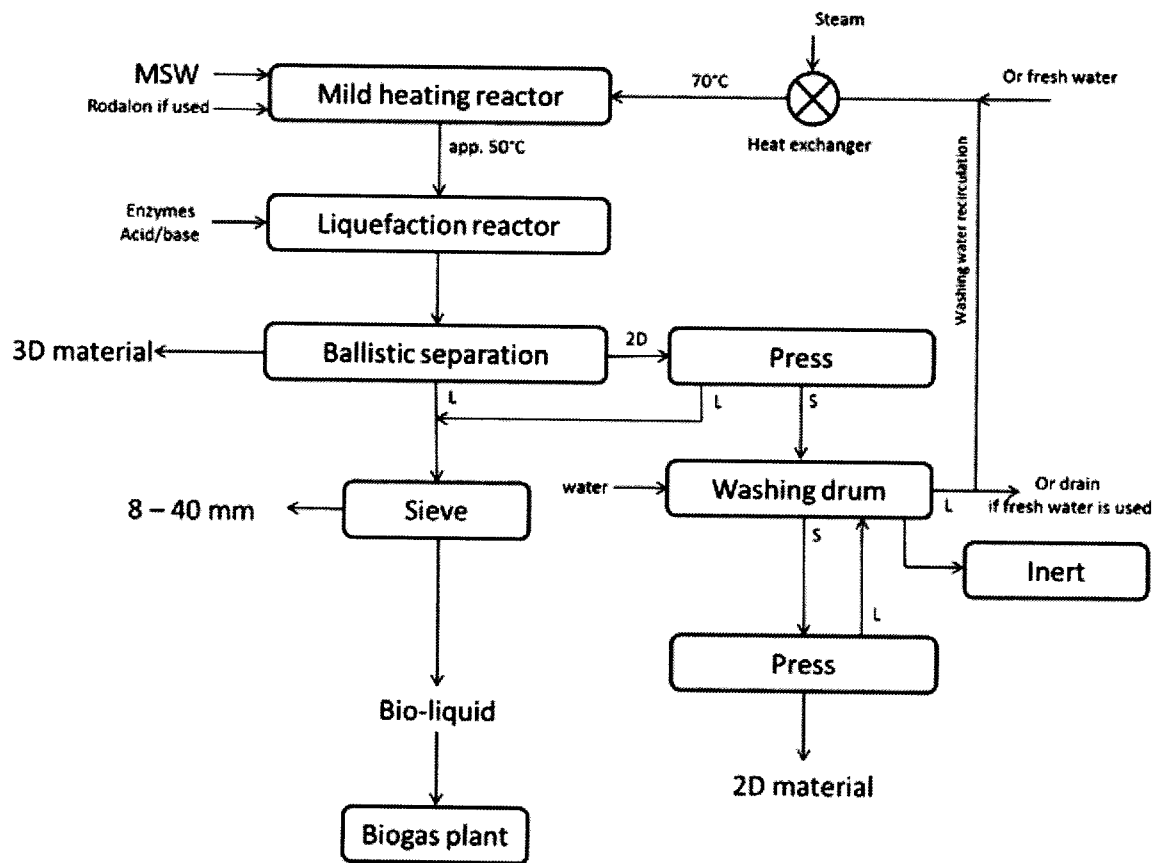 Steam
MSW
Rodalon if used
Mild heating reactor
70°C
Or fresh water
Heat exchanger
app. 50°C
Washing water recirculation
Enzymes
Acid/base
Liquefaction reactor
3D material
Ballistic separation
2D
Press
L
L
S
8 – 40 mm
Sieve
water
Washing drum
L
Or drain
if fresh water is used
S
Inert
L
Press
Bio-liquid
2D material
Biogas plant